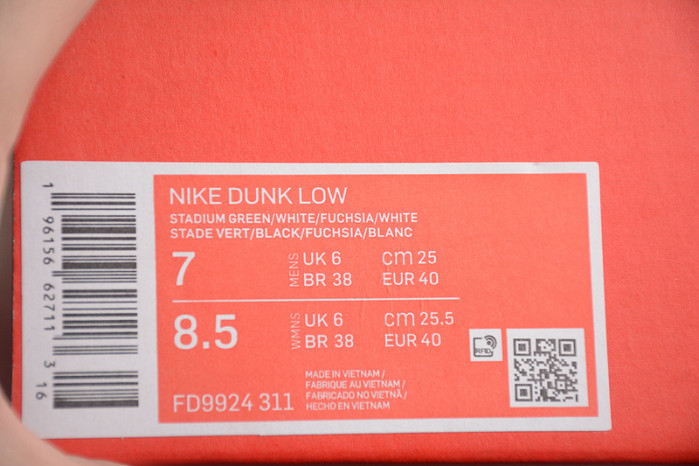 NIKE DUNK LOW
STADIUM GREEN/WHITE/FUCHSIA/WHITE
STADE VERT/BLACK/FUCHSIA/BLANC
7 MENS UK 6 cm 25
BR 38 EUR 40
8.5 WMNS UK 6 cm 25.5
BR 38 EUR 40
FD9924 311
MADE IN VIETNAM /
FABRIQUE AU VIETNAM /
FABRICADO NO VIETNÃ /
HECHO EN VIETNAM
RFID
1 96156 62711 3 16